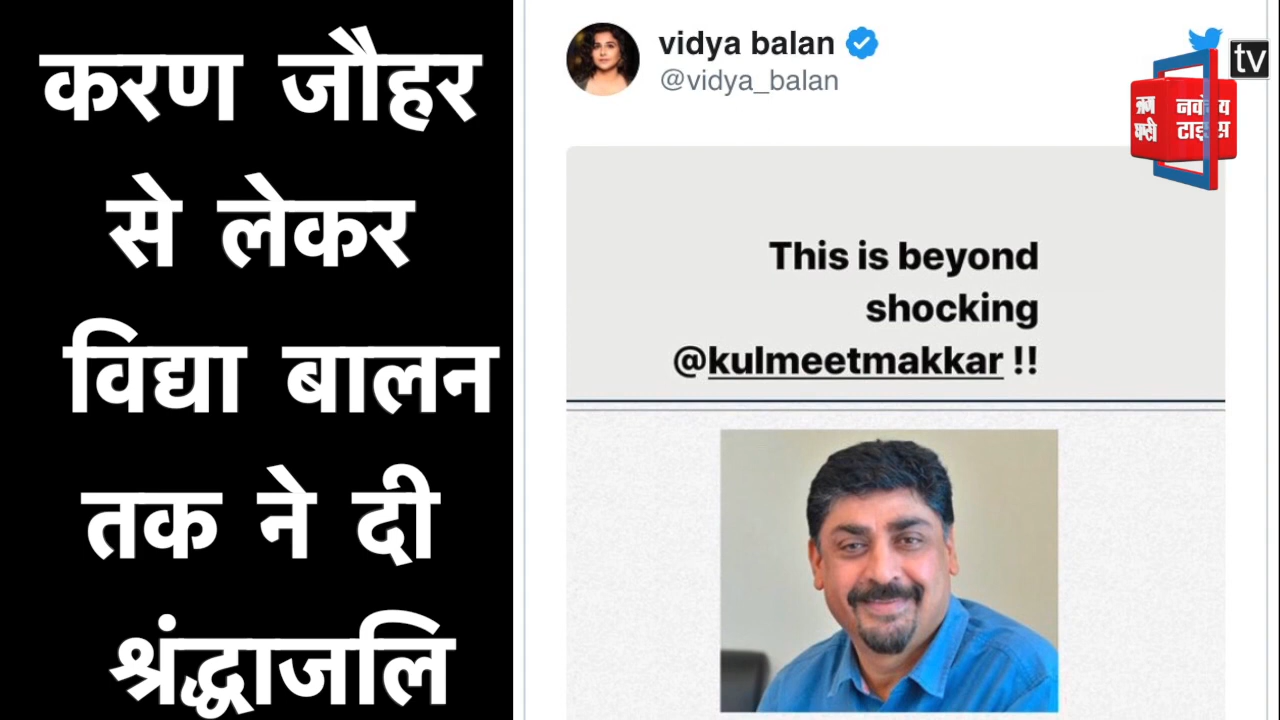 करण जौहर
से लेकर
विद्या बालन
तक ने दी
श्रंद्धाजलि
vidya balan
@vidya_balan
tv
This is beyond
shocking
@kulmeetmakkar !!